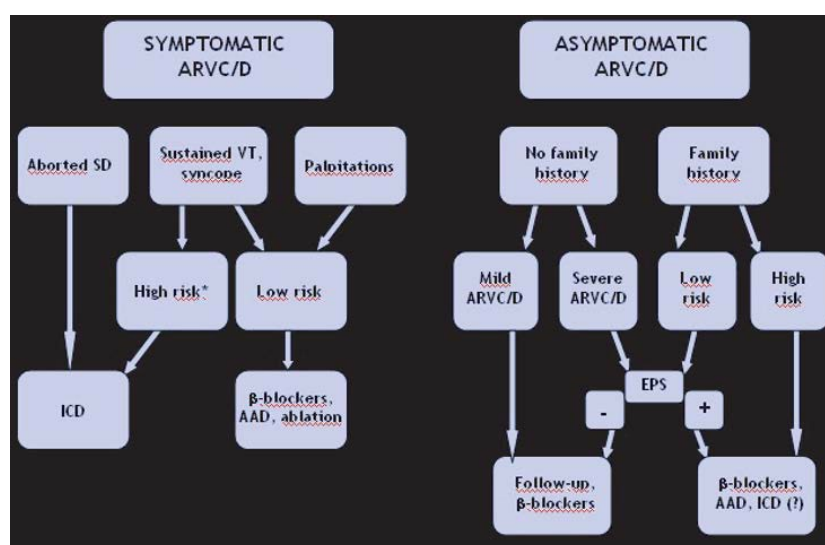 SYMPTOMATIC
ARVC/D
ASYMPTOMATIC
ARVC/D
Aborted SD
Sustained VT,
syncope
Palpitations
No family
history
Family
history
High risk*
Low risk
Mild
ARVC/D
Severe
ARVC/D
Low
risk
High
risk
ICD
β-blockers,
AAD, ablation
EPS
-
+
Follow-up,
β-blockers
β-blockers,
AAD, ICD (?)